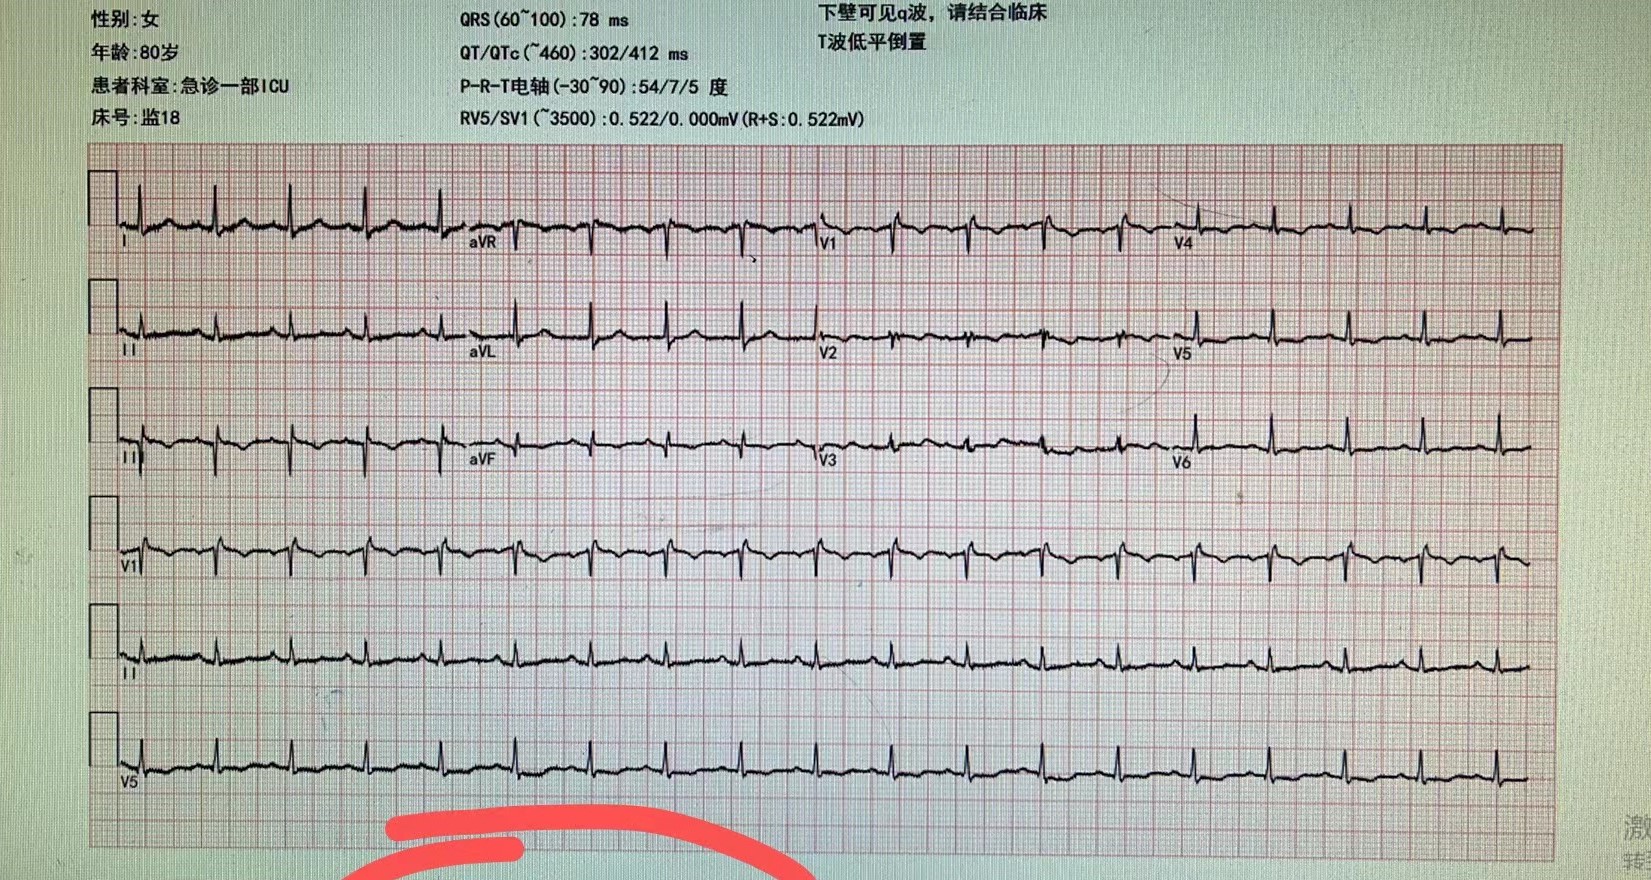 性别:女
年龄:80岁
患者科室:急诊一部ICU
床号:监18
QRS(60~100):78 ms
QT/QTc(~460):302/412 ms
P-R-T电轴(-30~90):54/7/5 度
RV5/SV1(~3500):0.522/0.000mV(R+S:0.522mV)
下壁可见q波，请结合临床
T波低平倒置
I
aVR
V1
V4
II
aVL
V2
V5
III
aVF
V3
V6
V1
II
V5
激
转到